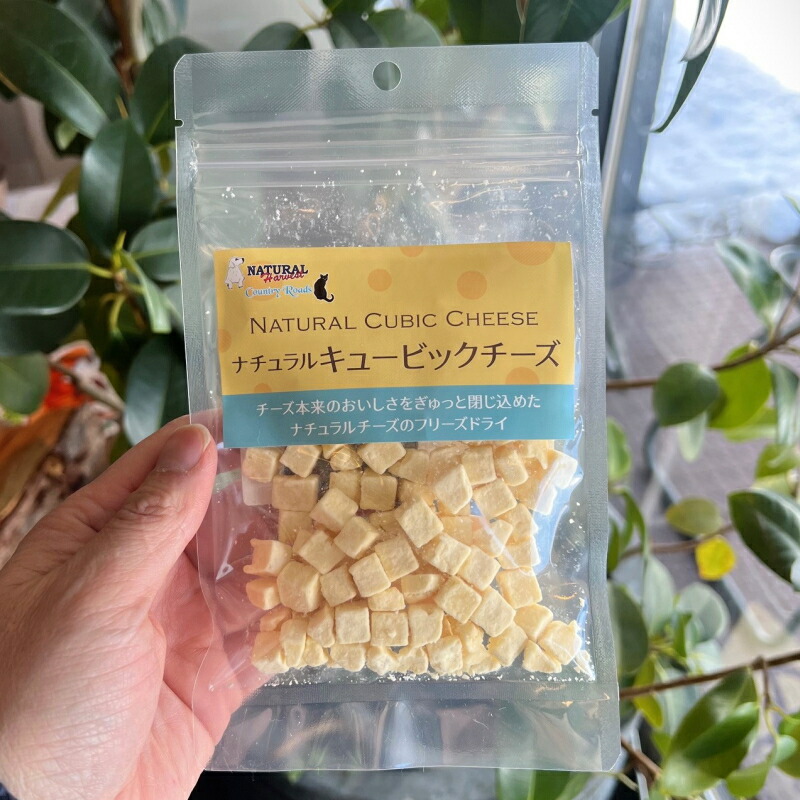 NATURAL
Harvest
Country Roads
NATURAL CUBIC CHEESE
ナチュラルキュービックチーズ
チーズ本来のおいしさをぎゅっと閉じ込めた
ナチュラルチーズのフリーズドライ